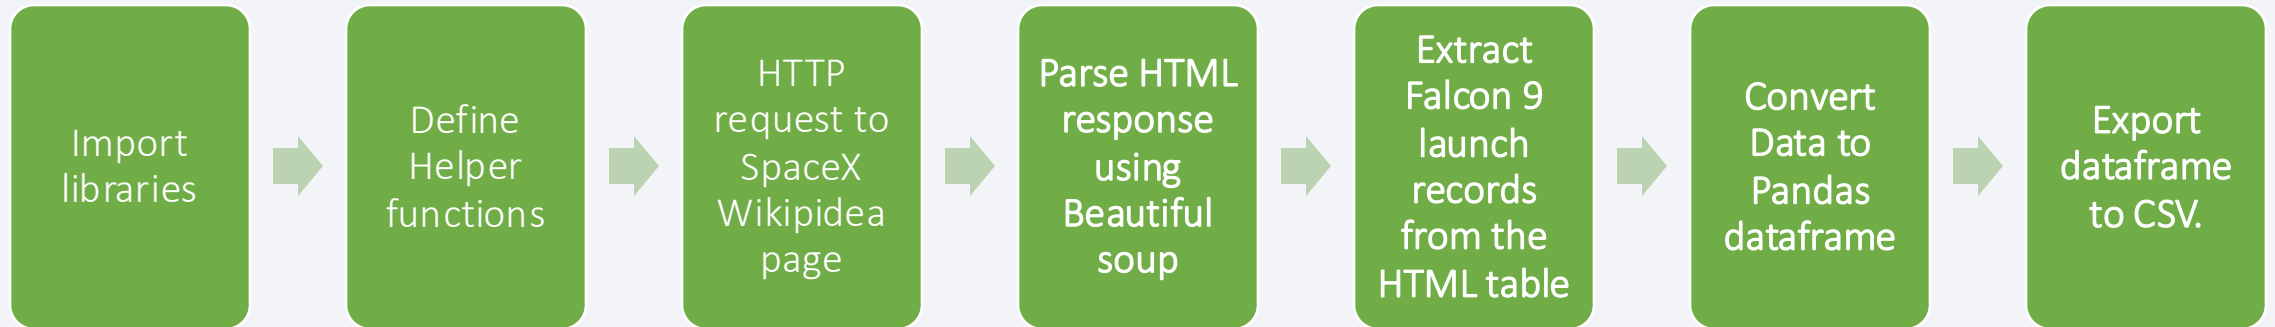 Import
libraries
Define
Helper
functions
HTTP
request to
SpaceX
Wikipidea
page
Parse HTML
response
using
Beautiful
soup
Extract
Falcon 9
launch
records
from the
HTML table
Convert
Data to
Pandas
dataframe
Export
dataframe
to CSV.